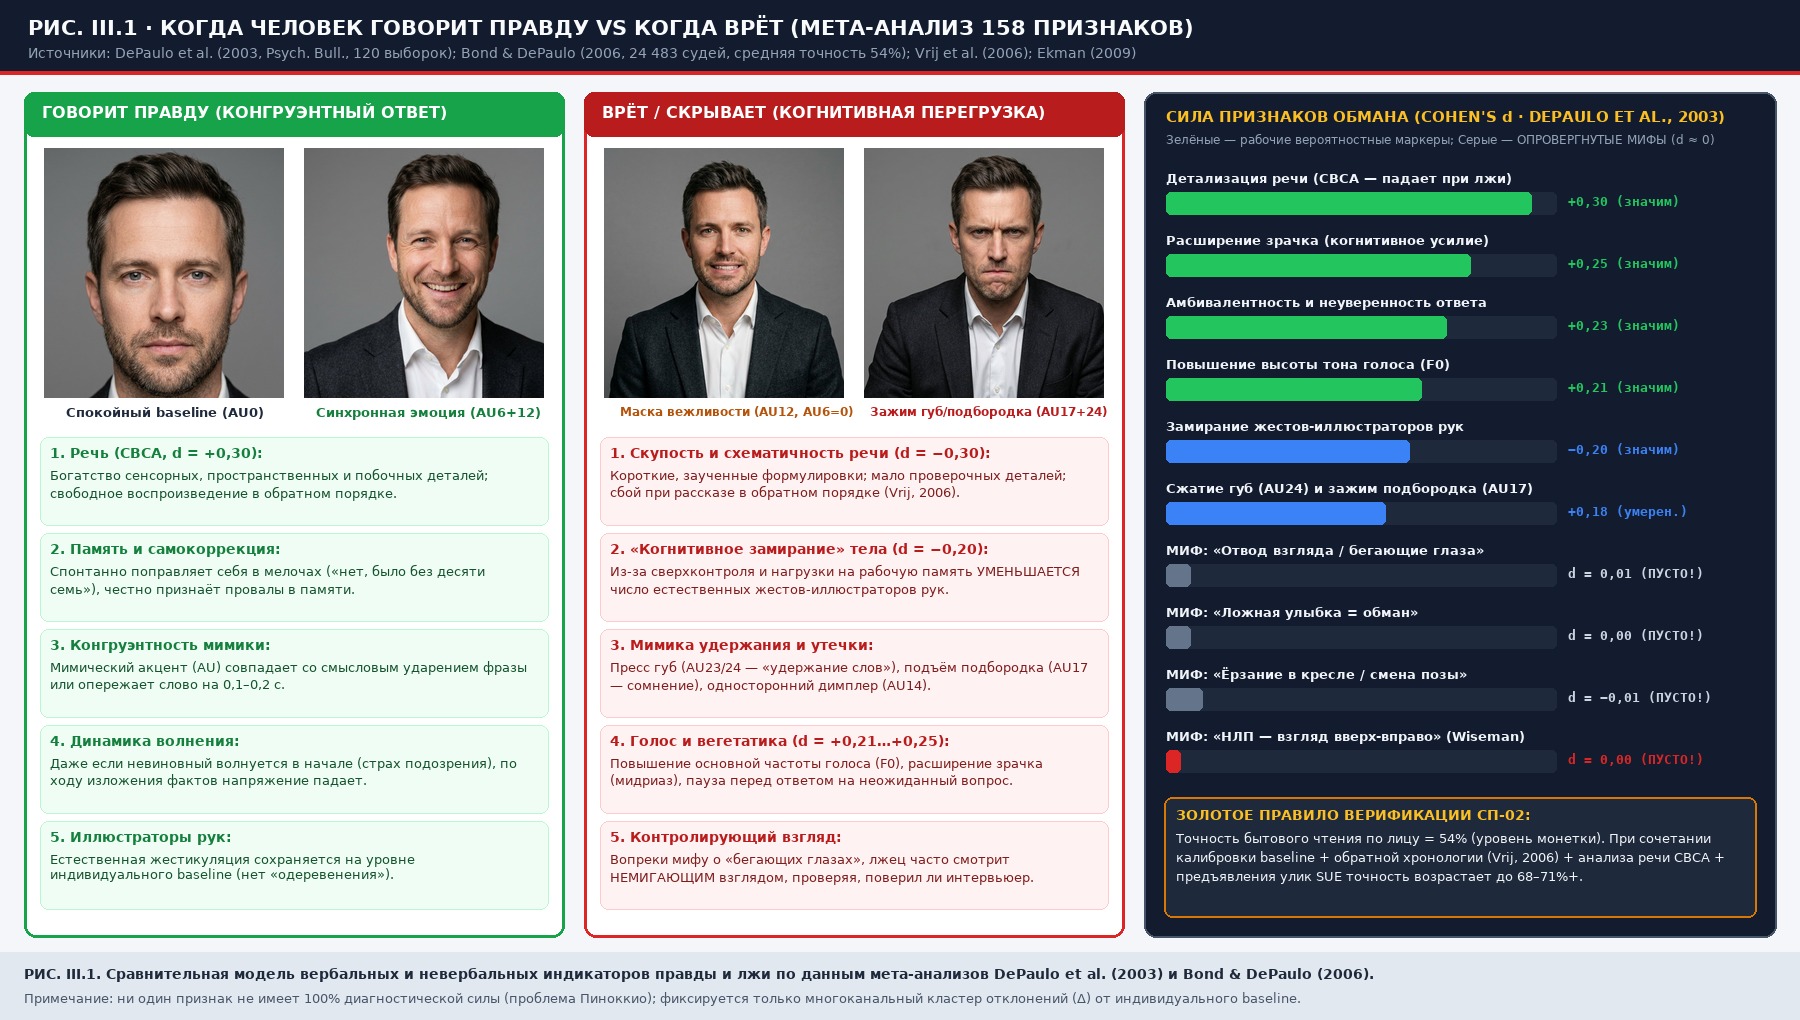 РИС. III.1 · КОГДА ЧЕЛОВЕК ГОВОРИТ ПРАВДУ VS КОГДА ВРЁТ (МЕТА-АНАЛИЗ 158 ПРИЗНАКОВ)
Источники: DePaulo et al. (2003, Psych. Bull., 120 выборок); Bond & DePaulo (2006, 24 483 судей, средняя точность 54%); Vrij et al. (2006); Ekman (2009)
ГОВОРИТ ПРАВДУ (КОНГРУЭНТНЫЙ ОТВЕТ)
Спокойный baseline (AU0)
Синхронная эмоция (AU6+12)
1. Речь (CBCA, d = +0,30):
Богатство сенсорных, пространственных и побочных деталей;
свободное воспроизведение в обратном порядке.
2. Память и самокоррекция:
Спонтанно поправляет себя в мелочах («нет, было без десяти
семь»), честно признаёт провалы в памяти.
3. Конгруэнтность мимики:
Мимический акцент (AU) совпадает со смысловым ударением фразы
или опережает слово на 0,1–0,2 с.
4. Динамика волнения:
Даже если невиновный волнуется в начале (страх подозрения), по
ходу изложения фактов напряжение падает.
5. Иллюстраторы рук:
Естественная жестикуляция сохраняется на уровне
индивидуального baseline (нет «одеревенения»).
ВРЁТ / СКРЫВАЕТ (КОГНИТИВНАЯ ПЕРЕГРУЗКА)
Маска вежливости (AU12, AU6=0)
Зажим губ/подбородка (AU17+24)
1. Скупость и схематичность речи (d = −0,30):
Короткие, заученные формулировки; мало проверочных деталей;
сбой при рассказе в обратном порядке (Vrij, 2006).
2. «Когнитивное замирание» тела (d = −0,20):
Из-за сверхконтроля и нагрузки на рабочую память УМЕНЬШАЕТСЯ
число естественных жестов-иллюстраторов рук.
3. Мимика удержания и утечки:
Пресс губ (AU23/24 — «удержание слов»), подъём подбородка (AU17
— сомнение), односторонний димплер (AU14).
4. Голос и вегетатика (d = +0,21…+0,25):
Повышение основной частоты голоса (F0), расширение зрачка
(мидриаз), пауза перед ответом на неожиданный вопрос.
5. Контролирующий взгляд:
Вопреки мифу о «бегающих глазах», лжец часто смотрит
НЕМИГАЮЩИМ взглядом, проверяя, поверил ли интервьюер.
СИЛА ПРИЗНАКОВ ОБМАНА (COHEN'S d · DEPAULO ET AL., 2003)
Зелёные — рабочие вероятностные маркеры; Серые — ОПРОВЕРГНУТЫЕ МИФЫ (d ≈ 0)
Детализация речи (CBCA — падает при лжи)
+0,30 (значим)
Расширение зрачка (когнитивное усилие)
+0,25 (значим)
Амбивалентность и неуверенность ответа
+0,23 (значим)
Повышение высоты тона голоса (F0)
+0,21 (значим)
Замирание жестов-иллюстраторов рук
−0,20 (значим)
Сжатие губ (AU24) и зажим подбородка (AU17)
+0,18 (умерен.)
МИФ: «Отвод взгляда / бегающие глаза»
d = 0,01 (ПУСТО!)
МИФ: «Ложная улыбка = обман»
d = 0,00 (ПУСТО!)
МИФ: «Ёрзание в кресле / смена позы»
d = −0,01 (ПУСТО!)
МИФ: «НЛП — взгляд вверх-вправо» (Wiseman)
d = 0,00 (ПУСТО!)
ЗОЛОТОЕ ПРАВИЛО ВЕРИФИКАЦИИ СП-02:
Точность бытового чтения по лицу = 54% (уровень монетки). При сочетании
калибровки baseline + обратной хронологии (Vrij, 2006) + анализа речи CBCA +
предъявления улик SUE точность возрастает до 68–71%+.
РИС. III.1. Сравнительная модель вербальных и невербальных индикаторов правды и лжи по данным мета-анализов DePaulo et al. (2003) и Bond & DePaulo (2006).
Примечание: ни один признак не имеет 100% диагностической силы (проблема Пиноккио); фиксируется только многоканальный кластер отклонений (Δ) от индивидуального baseline.